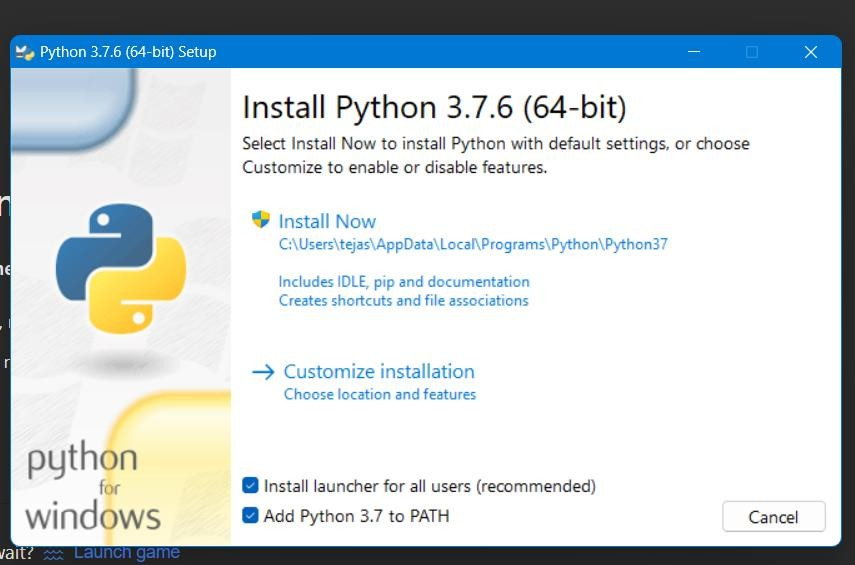 Python 3.7.6 (64-bit) Setup
Install Python 3.7.6 (64-bit)
Select Install Now to install Python with default settings, or choose
Customize to enable or disable features.
Install Now
C:\Users\tejas\AppData\Local\Programs\Python\Python37
Includes IDLE, pip and documentation
Creates shortcuts and file associations
Customize installation
Choose location and features
python
for
windows
Install launcher for all users (recommended)
Add Python 3.7 to PATH
Cancel
wait? Launch game